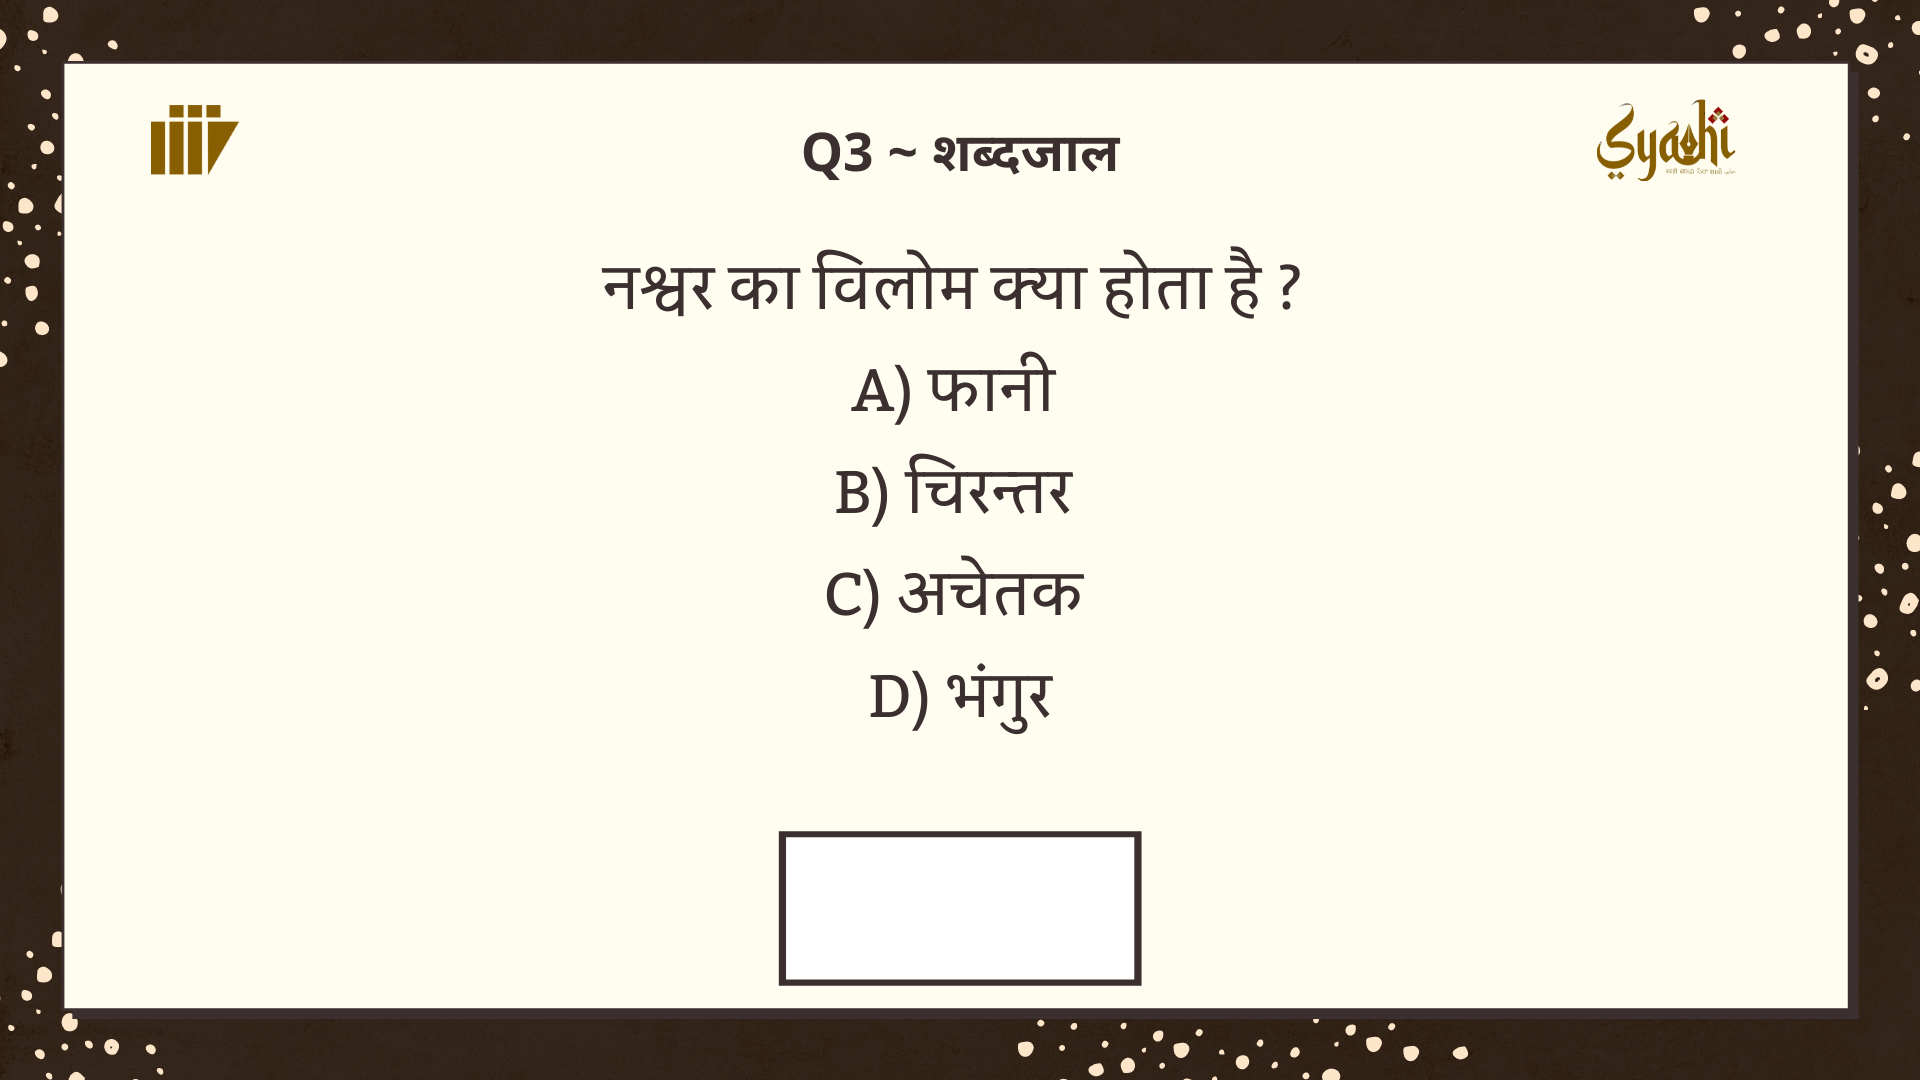 Q3 ~ शब्दजाल
Syahi
नश्वर का विलोम क्या होता है ?
A) फानी
B) चिरन्तर
C) अचेतक
D) भंगुर